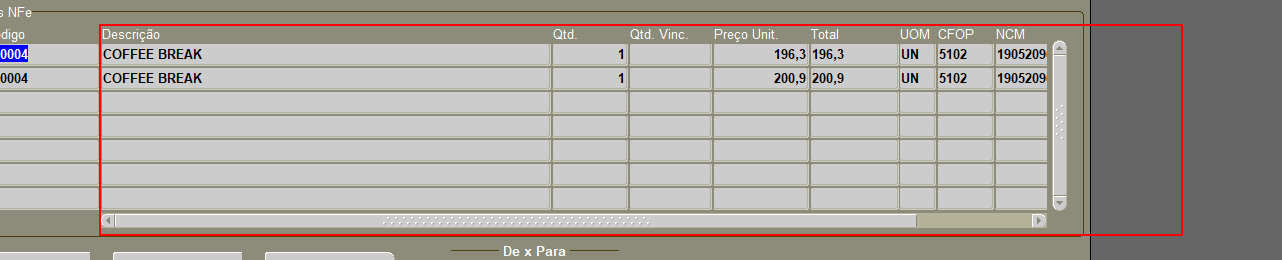 s NFe
ódigo Descrição Qtd. Qtd. Vinc. Preço Unit. Total UOM CFOP NCM
0004 COFFEE BREAK 1 196,3 196,3 UN 5102 1905209
0004 COFFEE BREAK 1 200,9 200,9 UN 5102 1905209
De x Para